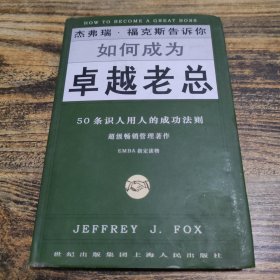 HOW TO BECOME A GREAT BOSS
杰弗瑞·福克斯告诉你
如何成为
卓越老总
50条识人用人的成功法则
超级畅销管理著作
EMBA指定读物
JEFFREY J. FOX
世纪出版集团上海人民出版社